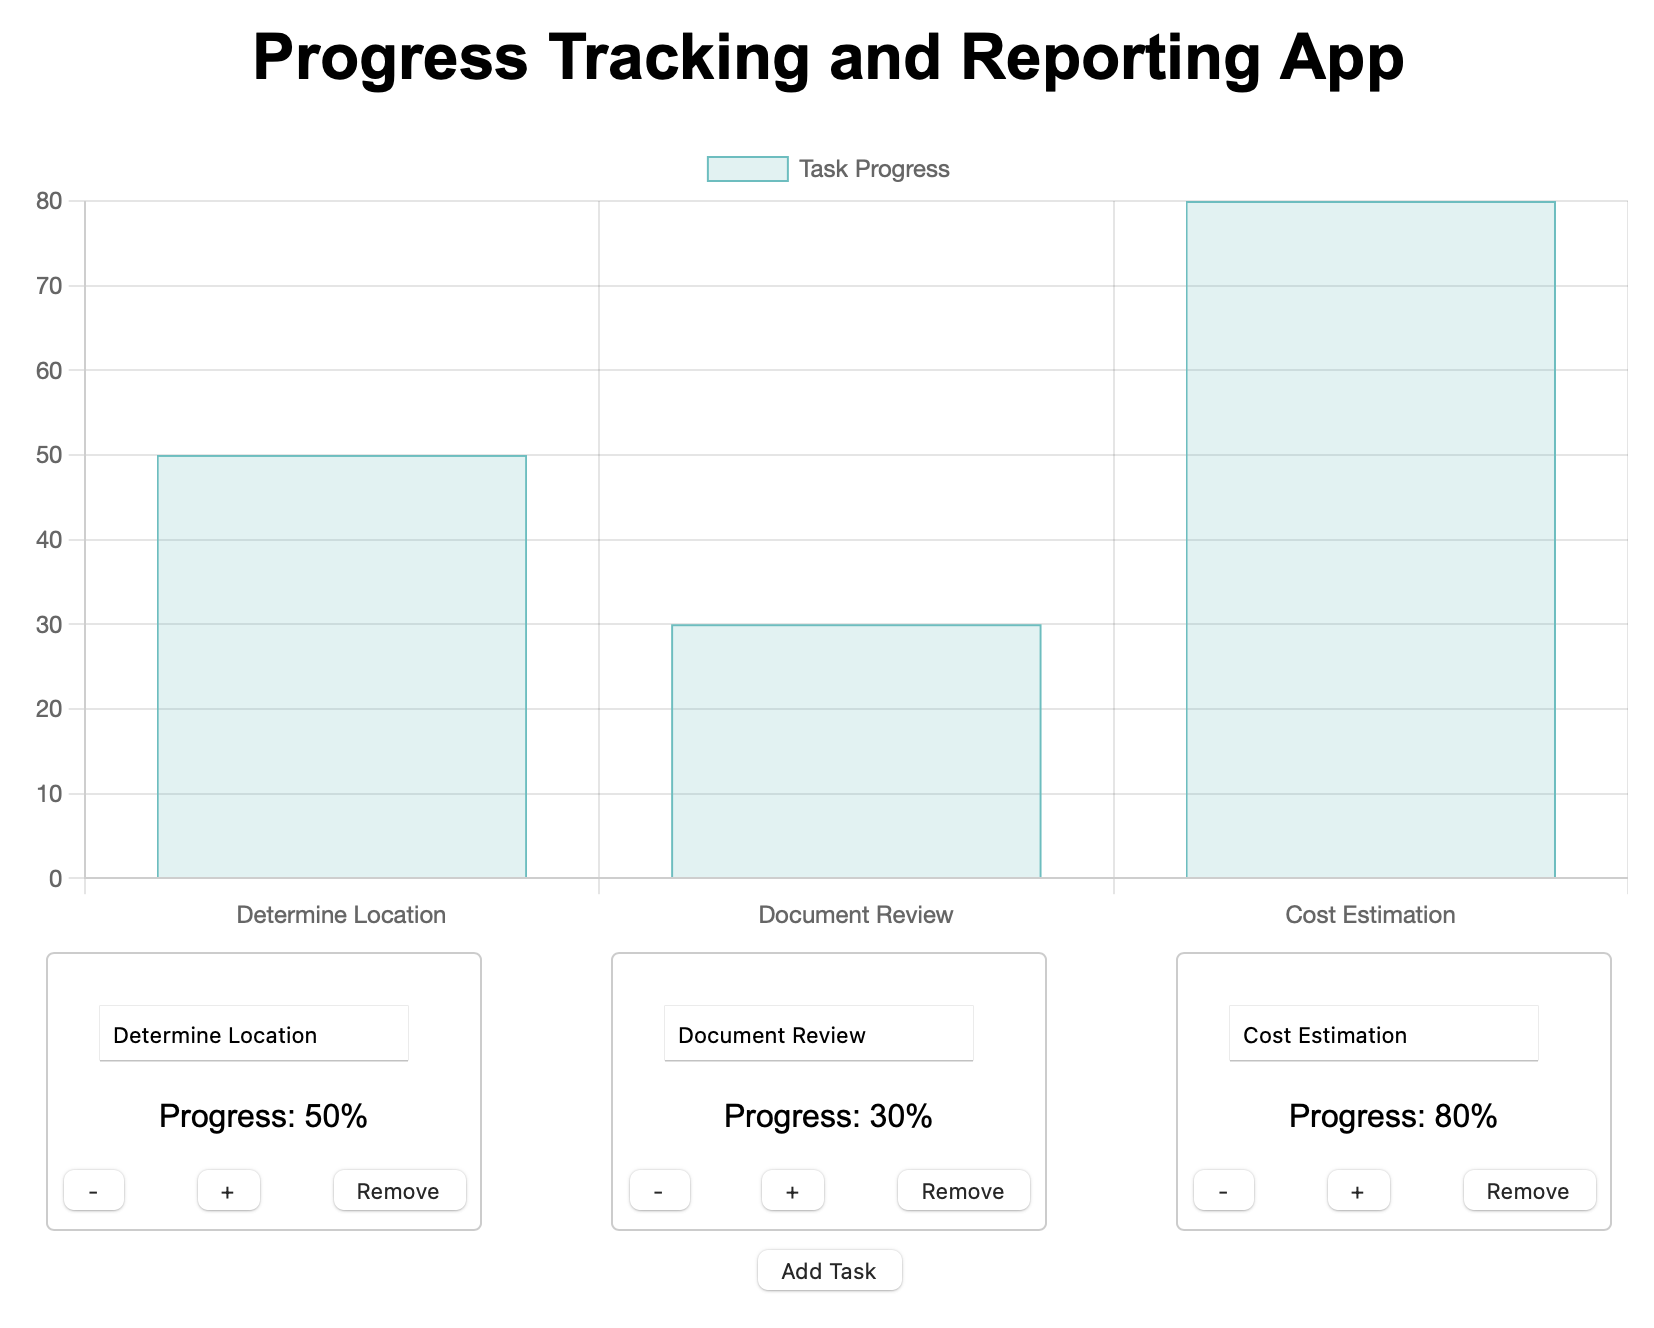 Progress Tracking and Reporting App
Task Progress
80
70
60
50
40
30
20
10
0
Determine Location Document Review Cost Estimation
Determine Location
Progress: 50%
- + Remove
Document Review
Progress: 30%
- + Remove
Cost Estimation
Progress: 80%
- + Remove
Add Task